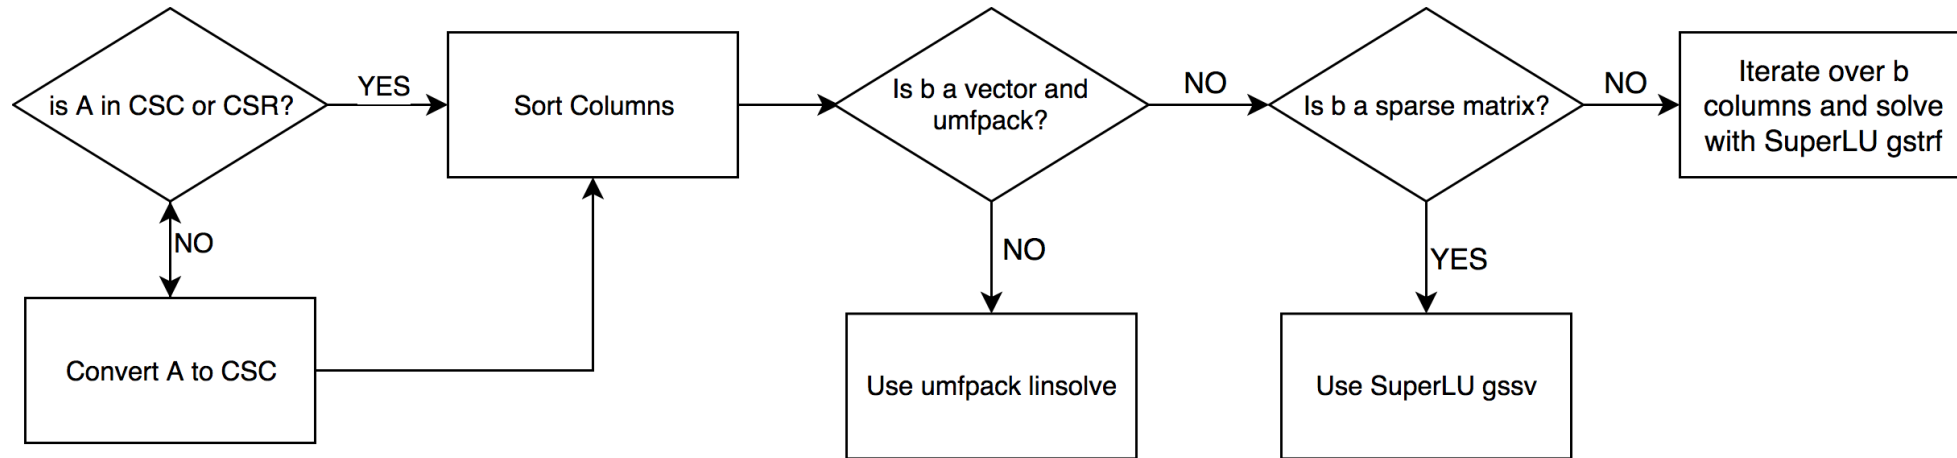 is A in CSC or CSR?
YES
Sort Columns
Is b a vector and
umfpack?
NO
Is b a sparse matrix?
NO
Iterate over b
columns and solve
with SuperLU gstrf
NO
NO
YES
Convert A to CSC
Use umfpack linsolve
Use SuperLU gssv